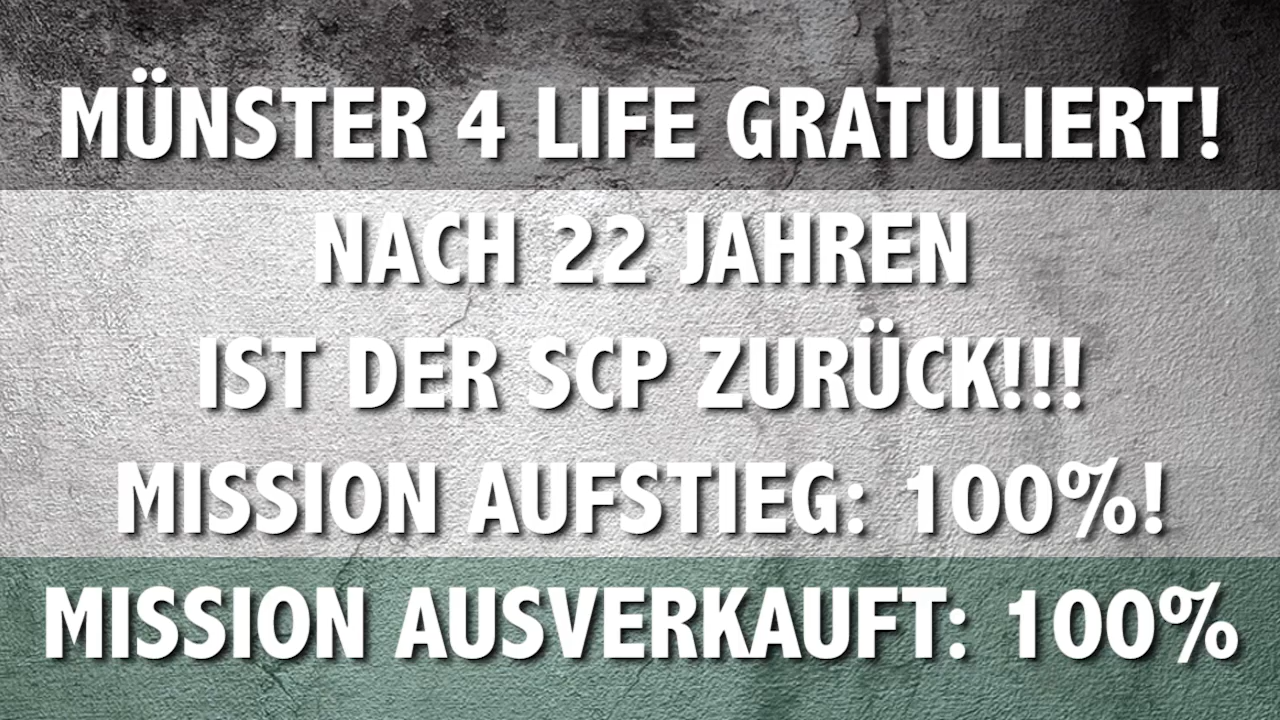 MÜNSTER 4 LIFE GRATULIERT!
NACH 22 JAHREN
IST DER SCP ZURÜCK!!!
MISSION AUFSTIEG: 100%!
MISSION AUSVERKAUFT: 100%